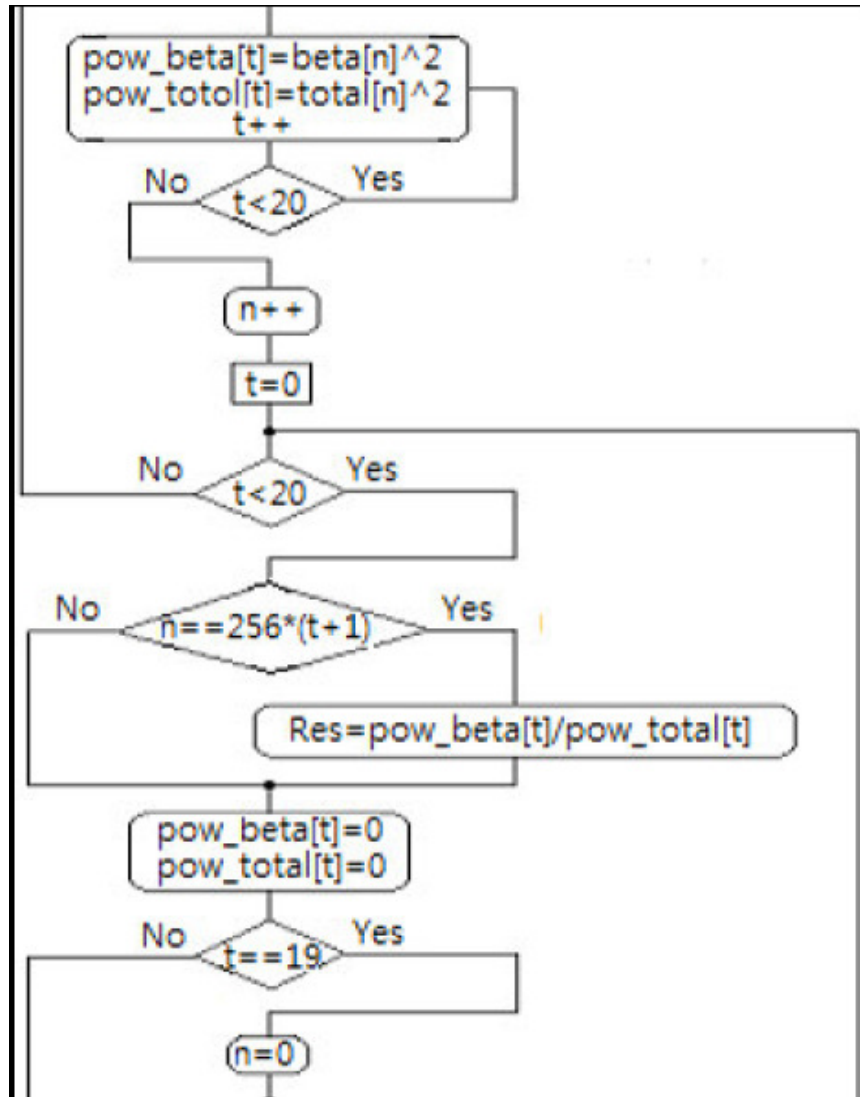 pow_beta[t]=beta[n]^2
pow_totol[t]=total[n]^2
t++
No
Yes
t<20
n++
t=0
No
Yes
t<20
No
Yes
n==256*(t+1)
Res=pow_beta[t]/pow_total[t]
pow_beta[t]=0
pow_total[t]=0
No
Yes
t==19
n=0